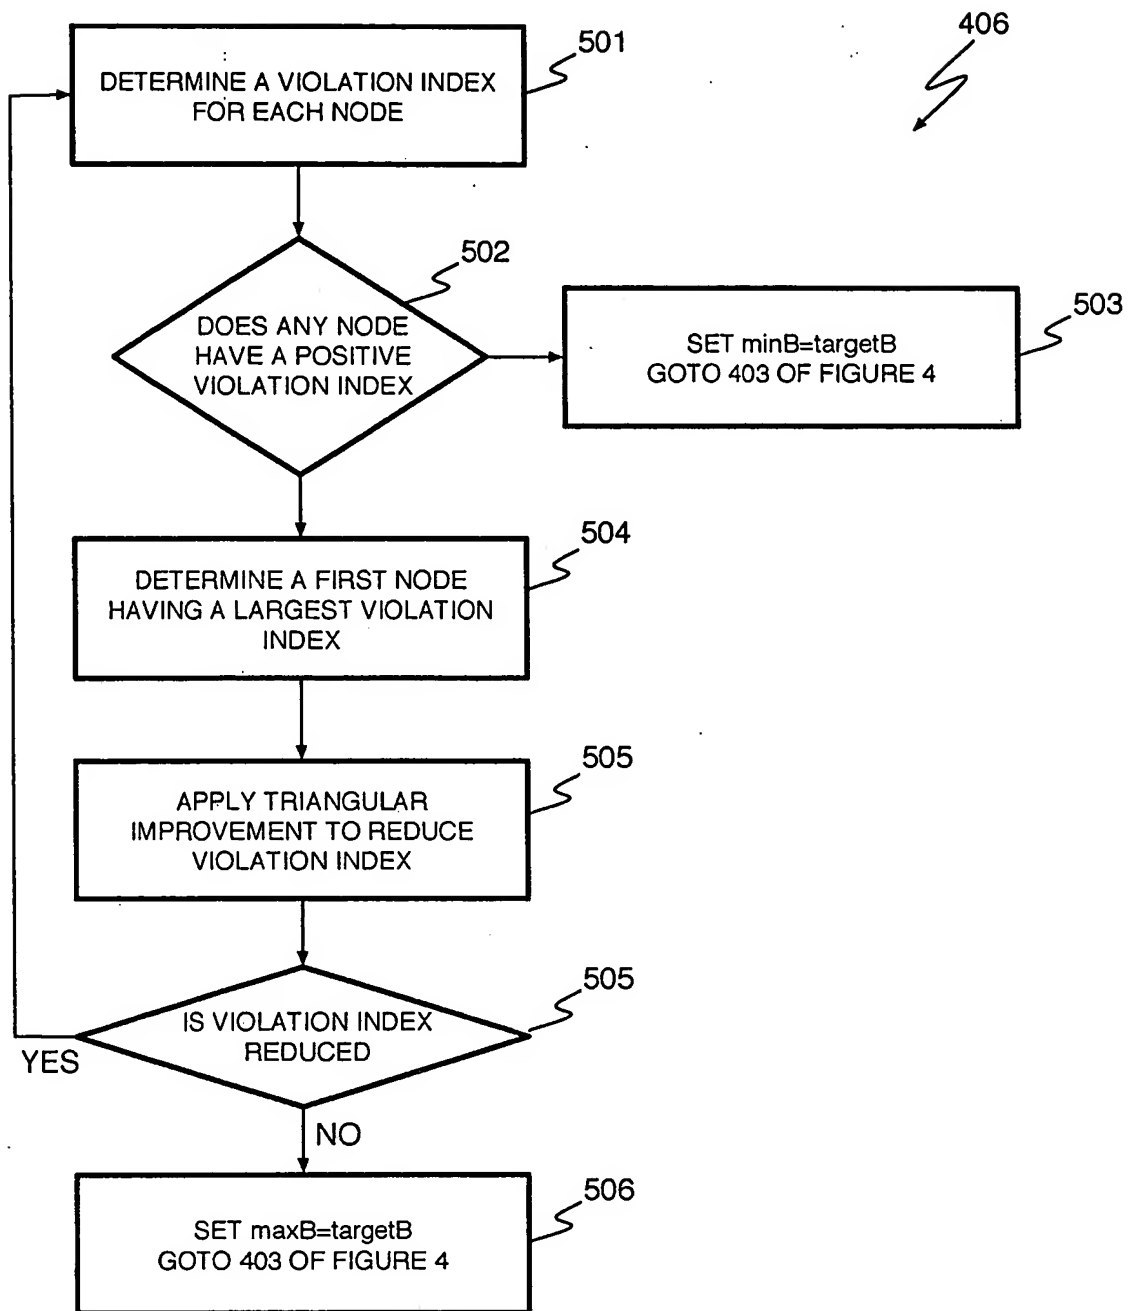 501
406
DETERMINE A VIOLATION INDEX
FOR EACH NODE
502
DOES ANY NODE
HAVE A POSITIVE
VIOLATION INDEX
503
SET minB=targetB
GOTO 403 OF FIGURE 4
504
DETERMINE A FIRST NODE
HAVING A LARGEST VIOLATION
INDEX
505
APPLY TRIANGULAR
IMPROVEMENT TO REDUCE
VIOLATION INDEX
505
IS VIOLATION INDEX
REDUCED
YES
NO
506
SET maxB=targetB
GOTO 403 OF FIGURE 4